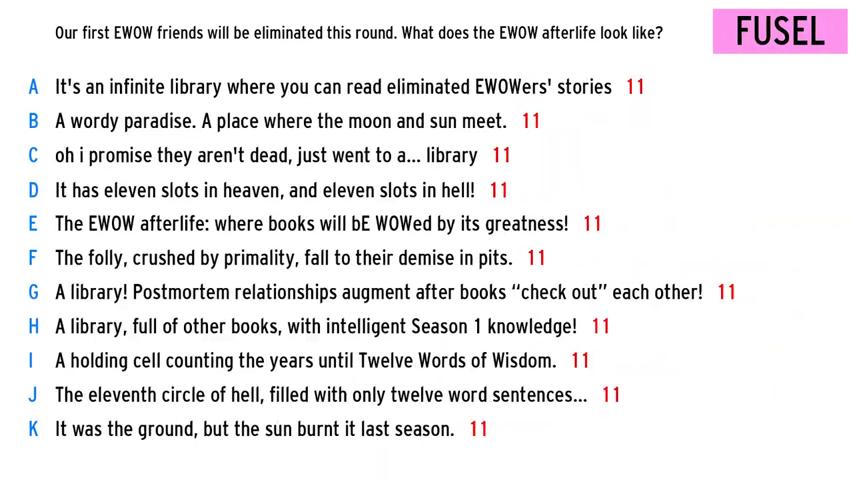 Our first EWOW friends will be eliminated this round. What does the EWOW afterlife look like?
FUSEL
A It's an infinite library where you can read eliminated EWOWers' stories 11
B A wordy paradise. A place where the moon and sun meet. 11
C oh i promise they aren't dead, just went to a... library 11
D It has eleven slots in heaven, and eleven slots in hell! 11
E The EWOW afterlife: where books will bE WOWed by its greatness! 11
F The folly, crushed by primality, fall to their demise in pits. 11
G A library! Postmortem relationships augment after books “check out” each other! 11
H A library, full of other books, with intelligent Season 1 knowledge! 11
I A holding cell counting the years until Twelve Words of Wisdom. 11
J The eleventh circle of hell, filled with only twelve word sentences... 11
K It was the ground, but the sun burnt it last season. 11